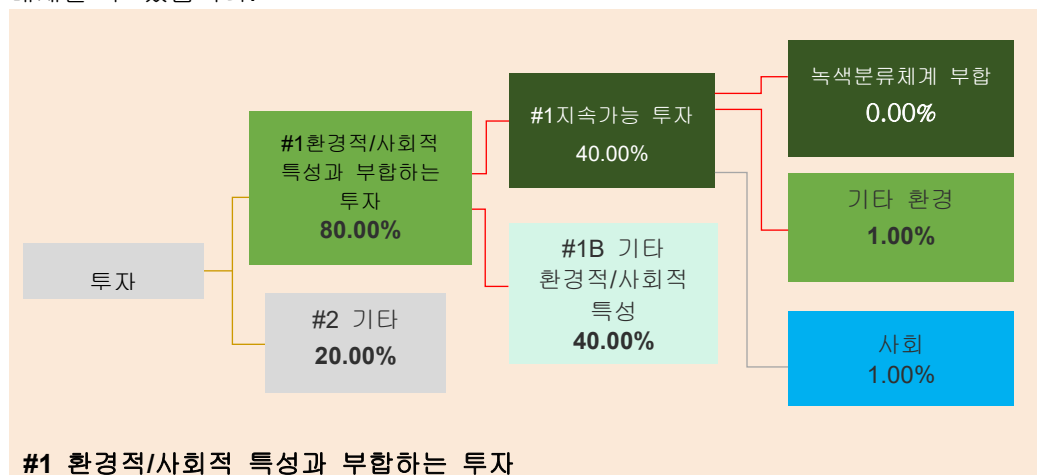 투자
#1환경적/사회적
특성과 부합하는
투자
80.00%
#2 기타
20.00%
#1지속가능 투자
40.00%
#1B 기타
환경적/사회적
특성
40.00%
녹색분류체계 부합
0.00%
기타 환경
1.00%
사회
1.00%
#1 환경적/사회적 특성과 부합하는 투자